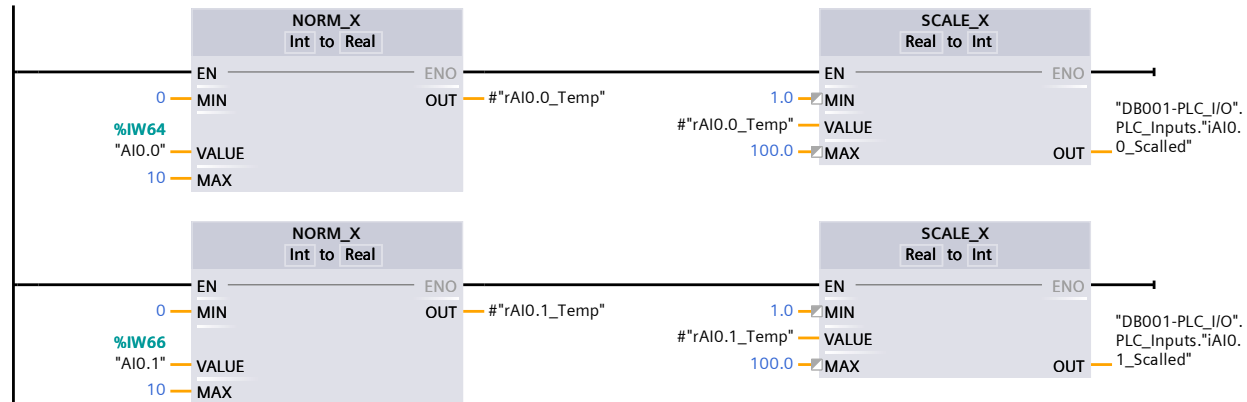 NORM_X
Int to Real
EN
ENO
0
MIN
OUT
#"rAI0.0_Temp"
%IW64
"AI0.0"
VALUE
10
MAX
SCALE_X
Real to Int
EN
ENO
1.0
MIN
#"rAI0.0_Temp"
VALUE
100.0
MAX
OUT
"DB001-PLC_I/O".
PLC_Inputs."iAI0.
0_Scalled"
NORM_X
Int to Real
EN
ENO
0
MIN
OUT
#"rAI0.1_Temp"
%IW66
"AI0.1"
VALUE
10
MAX
SCALE_X
Real to Int
EN
ENO
1.0
MIN
#"rAI0.1_Temp"
VALUE
100.0
MAX
OUT
"DB001-PLC_I/O".
PLC_Inputs."iAI0.
1_Scalled"